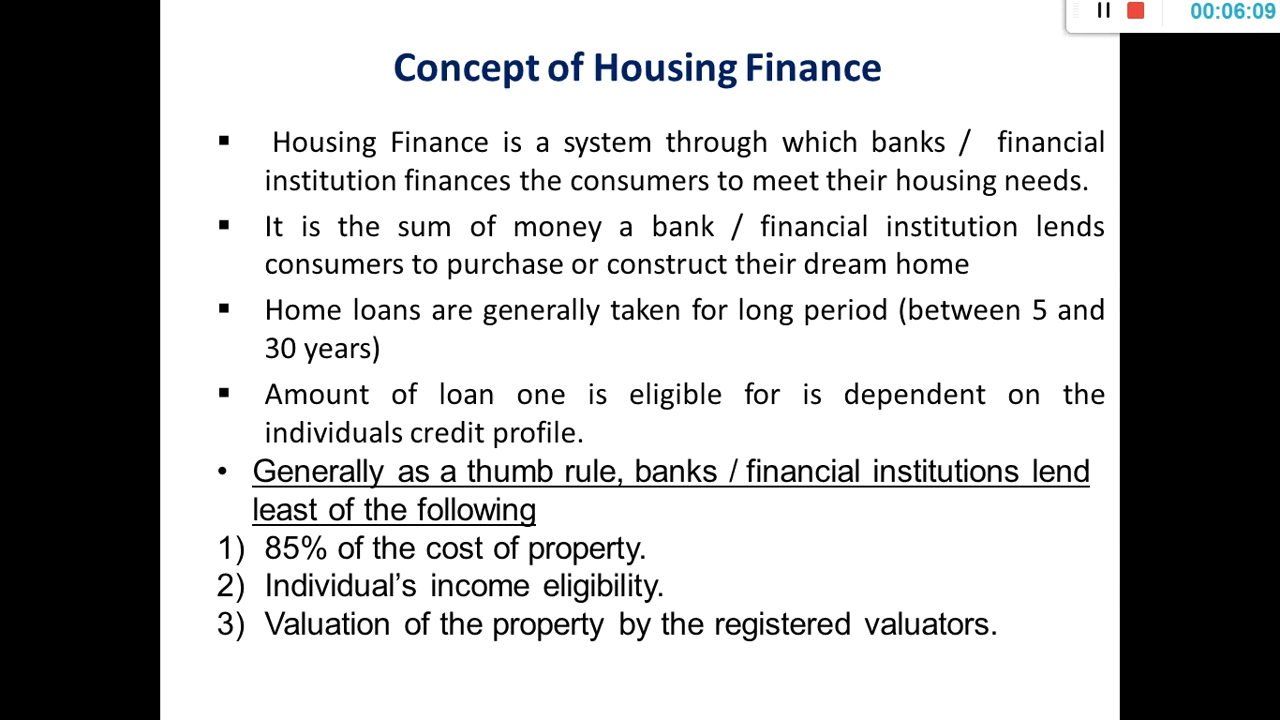 00:06:09
Concept of Housing Finance
▪ Housing Finance is a system through which banks / financial
institution finances the consumers to meet their housing needs.
▪ It is the sum of money a bank / financial institution lends
consumers to purchase or construct their dream home
▪ Home loans are generally taken for long period (between 5 and
30 years)
▪ Amount of loan one is eligible for is dependent on the
individuals credit profile.
• Generally as a thumb rule, banks / financial institutions lend
least of the following
1) 85% of the cost of property.
2) Individual’s income eligibility.
3) Valuation of the property by the registered valuators.